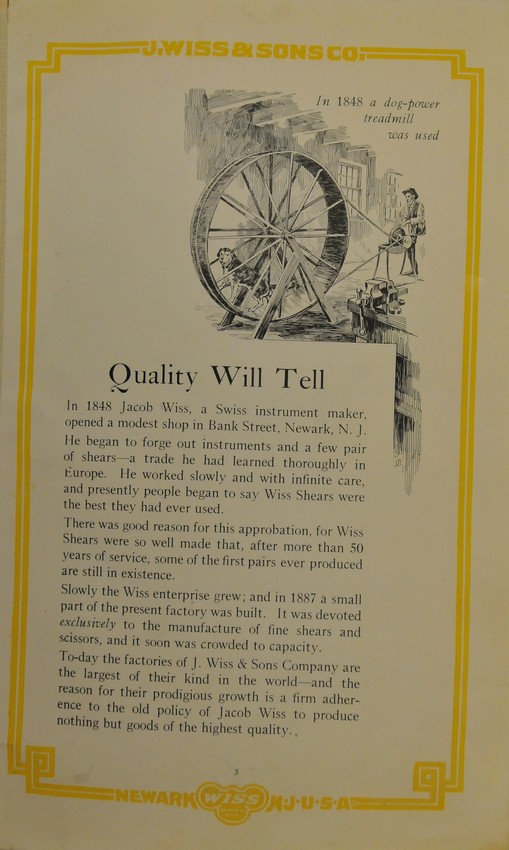 J. WISS & SONS CO.
In 1848 a dog-power
treadmill
was used
Quality Will Tell
In 1848 Jacob Wiss, a Swiss instrument maker,
opened a modest shop in Bank Street, Newark, N. J.
He began to forge out instruments and a few pair
of shears—a trade he had learned thoroughly in
Europe. He worked slowly and with infinite care,
and presently people began to say Wiss Shears were
the best they had ever used.
There was good reason for this approbation, for Wiss
Shears were so well made that, after more than 50
years of service, some of the first pairs ever produced
are still in existence.
Slowly the Wiss enterprise grew; and in 1887 a small
part of the present factory was built. It was devoted
exclusively to the manufacture of fine shears and
scissors, and it soon was crowded to capacity.
To-day the factories of J. Wiss & Sons Company are
the largest of their kind in the world—and the
reason for their prodigious growth is a firm adher-
ence to the old policy of Jacob Wiss to produce
nothing but goods of the highest quality.
5
NEWARK WISS N.J.U.S.A.